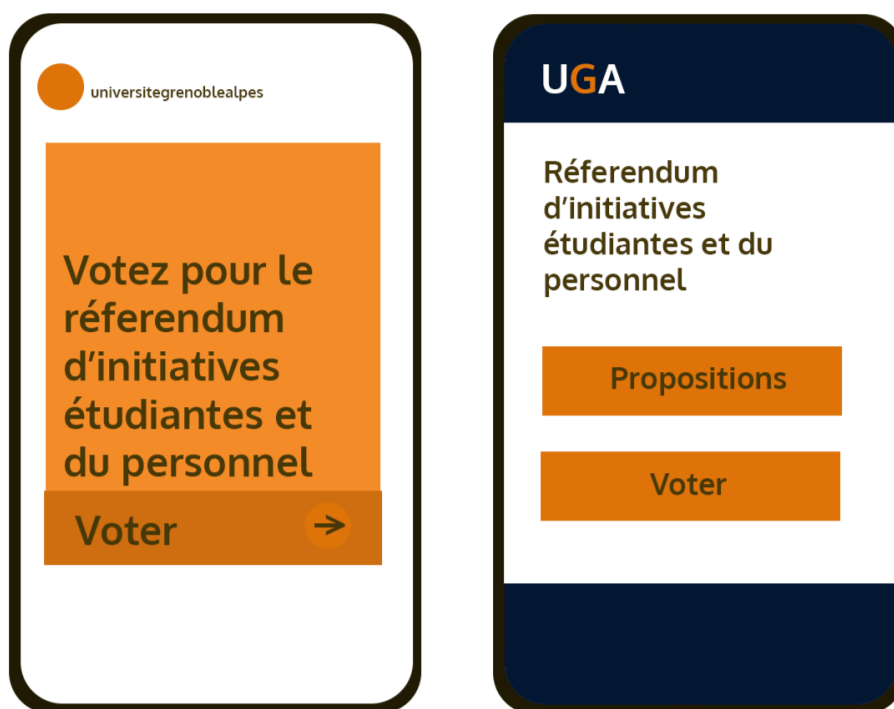 universitegrenoblealpes
Votez pour le
réferendum
d’initiatives
étudiantes et
du personnel
Voter
UGA
Réferendum
d’initiatives
étudiantes et du
personnel
Propositions
Voter